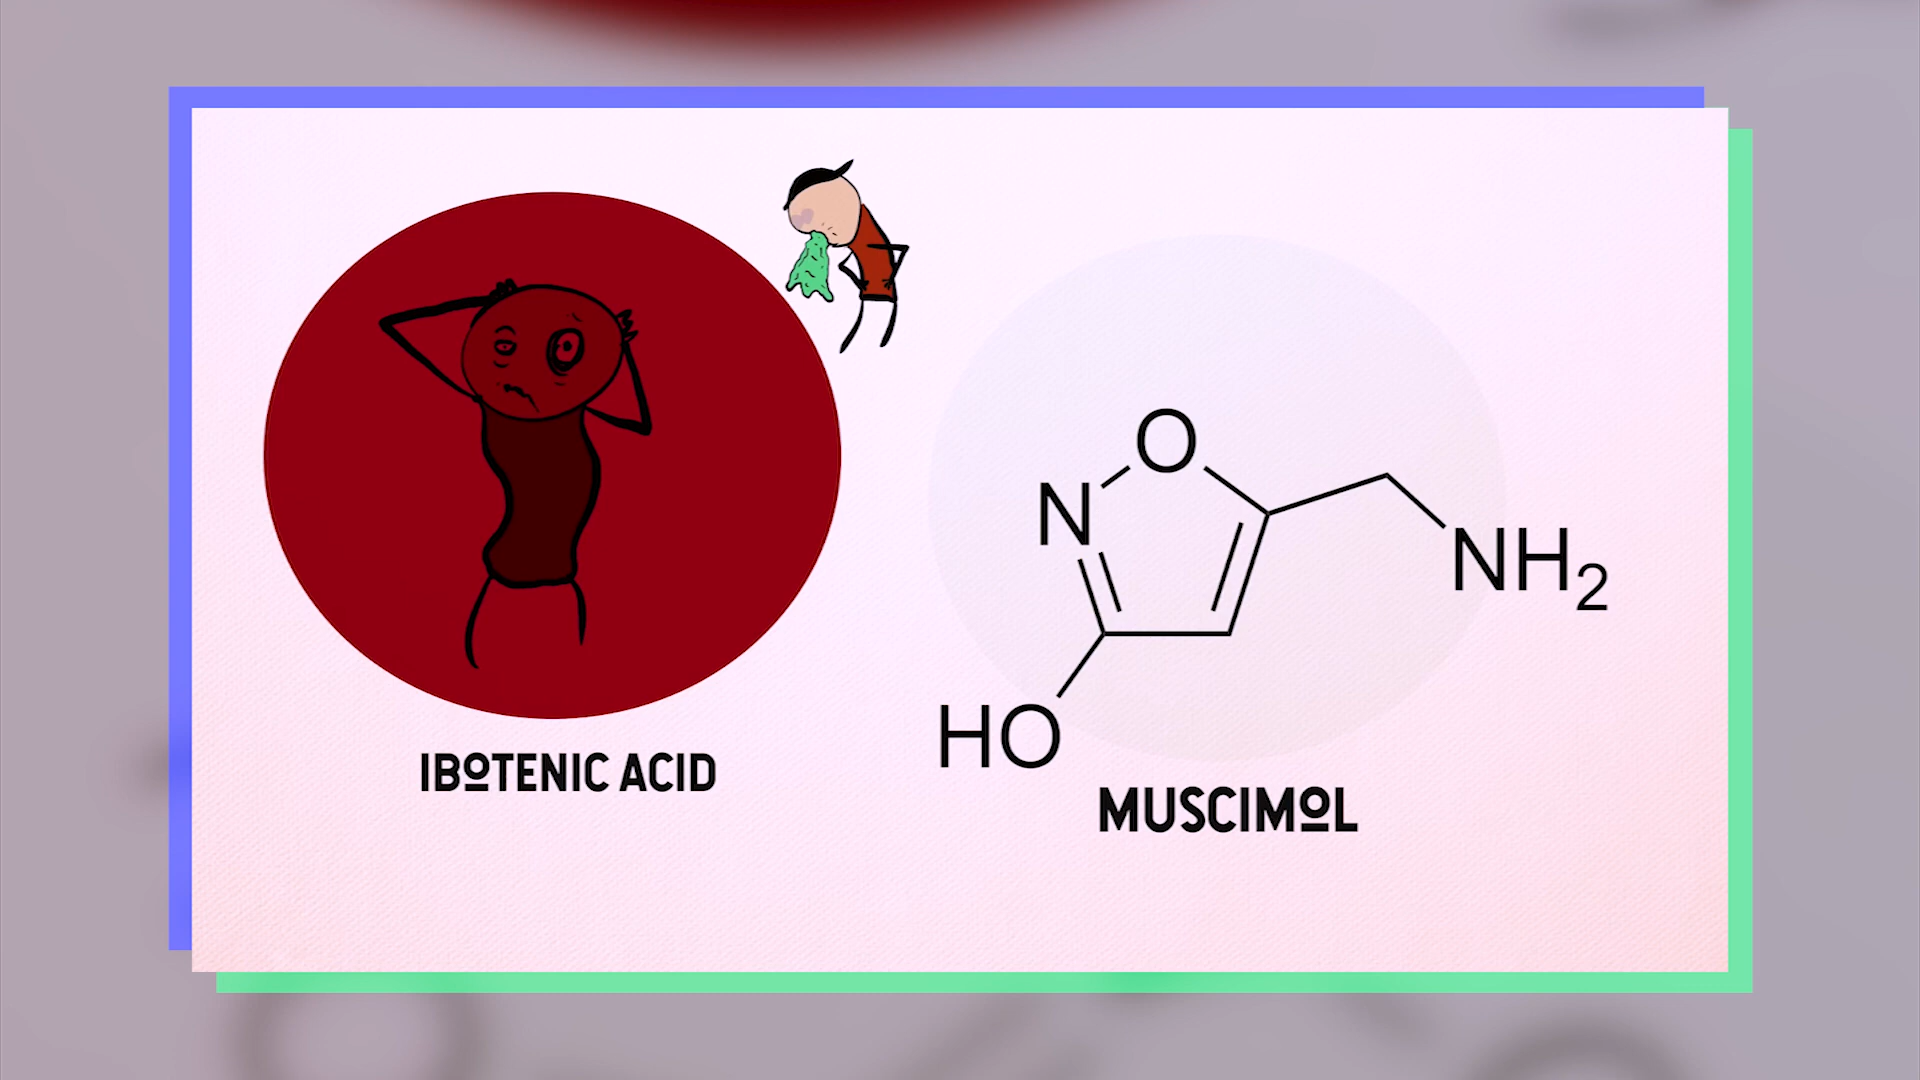 O
N
NH₂
HO
IBOTENIC ACID
MUSCIMOL